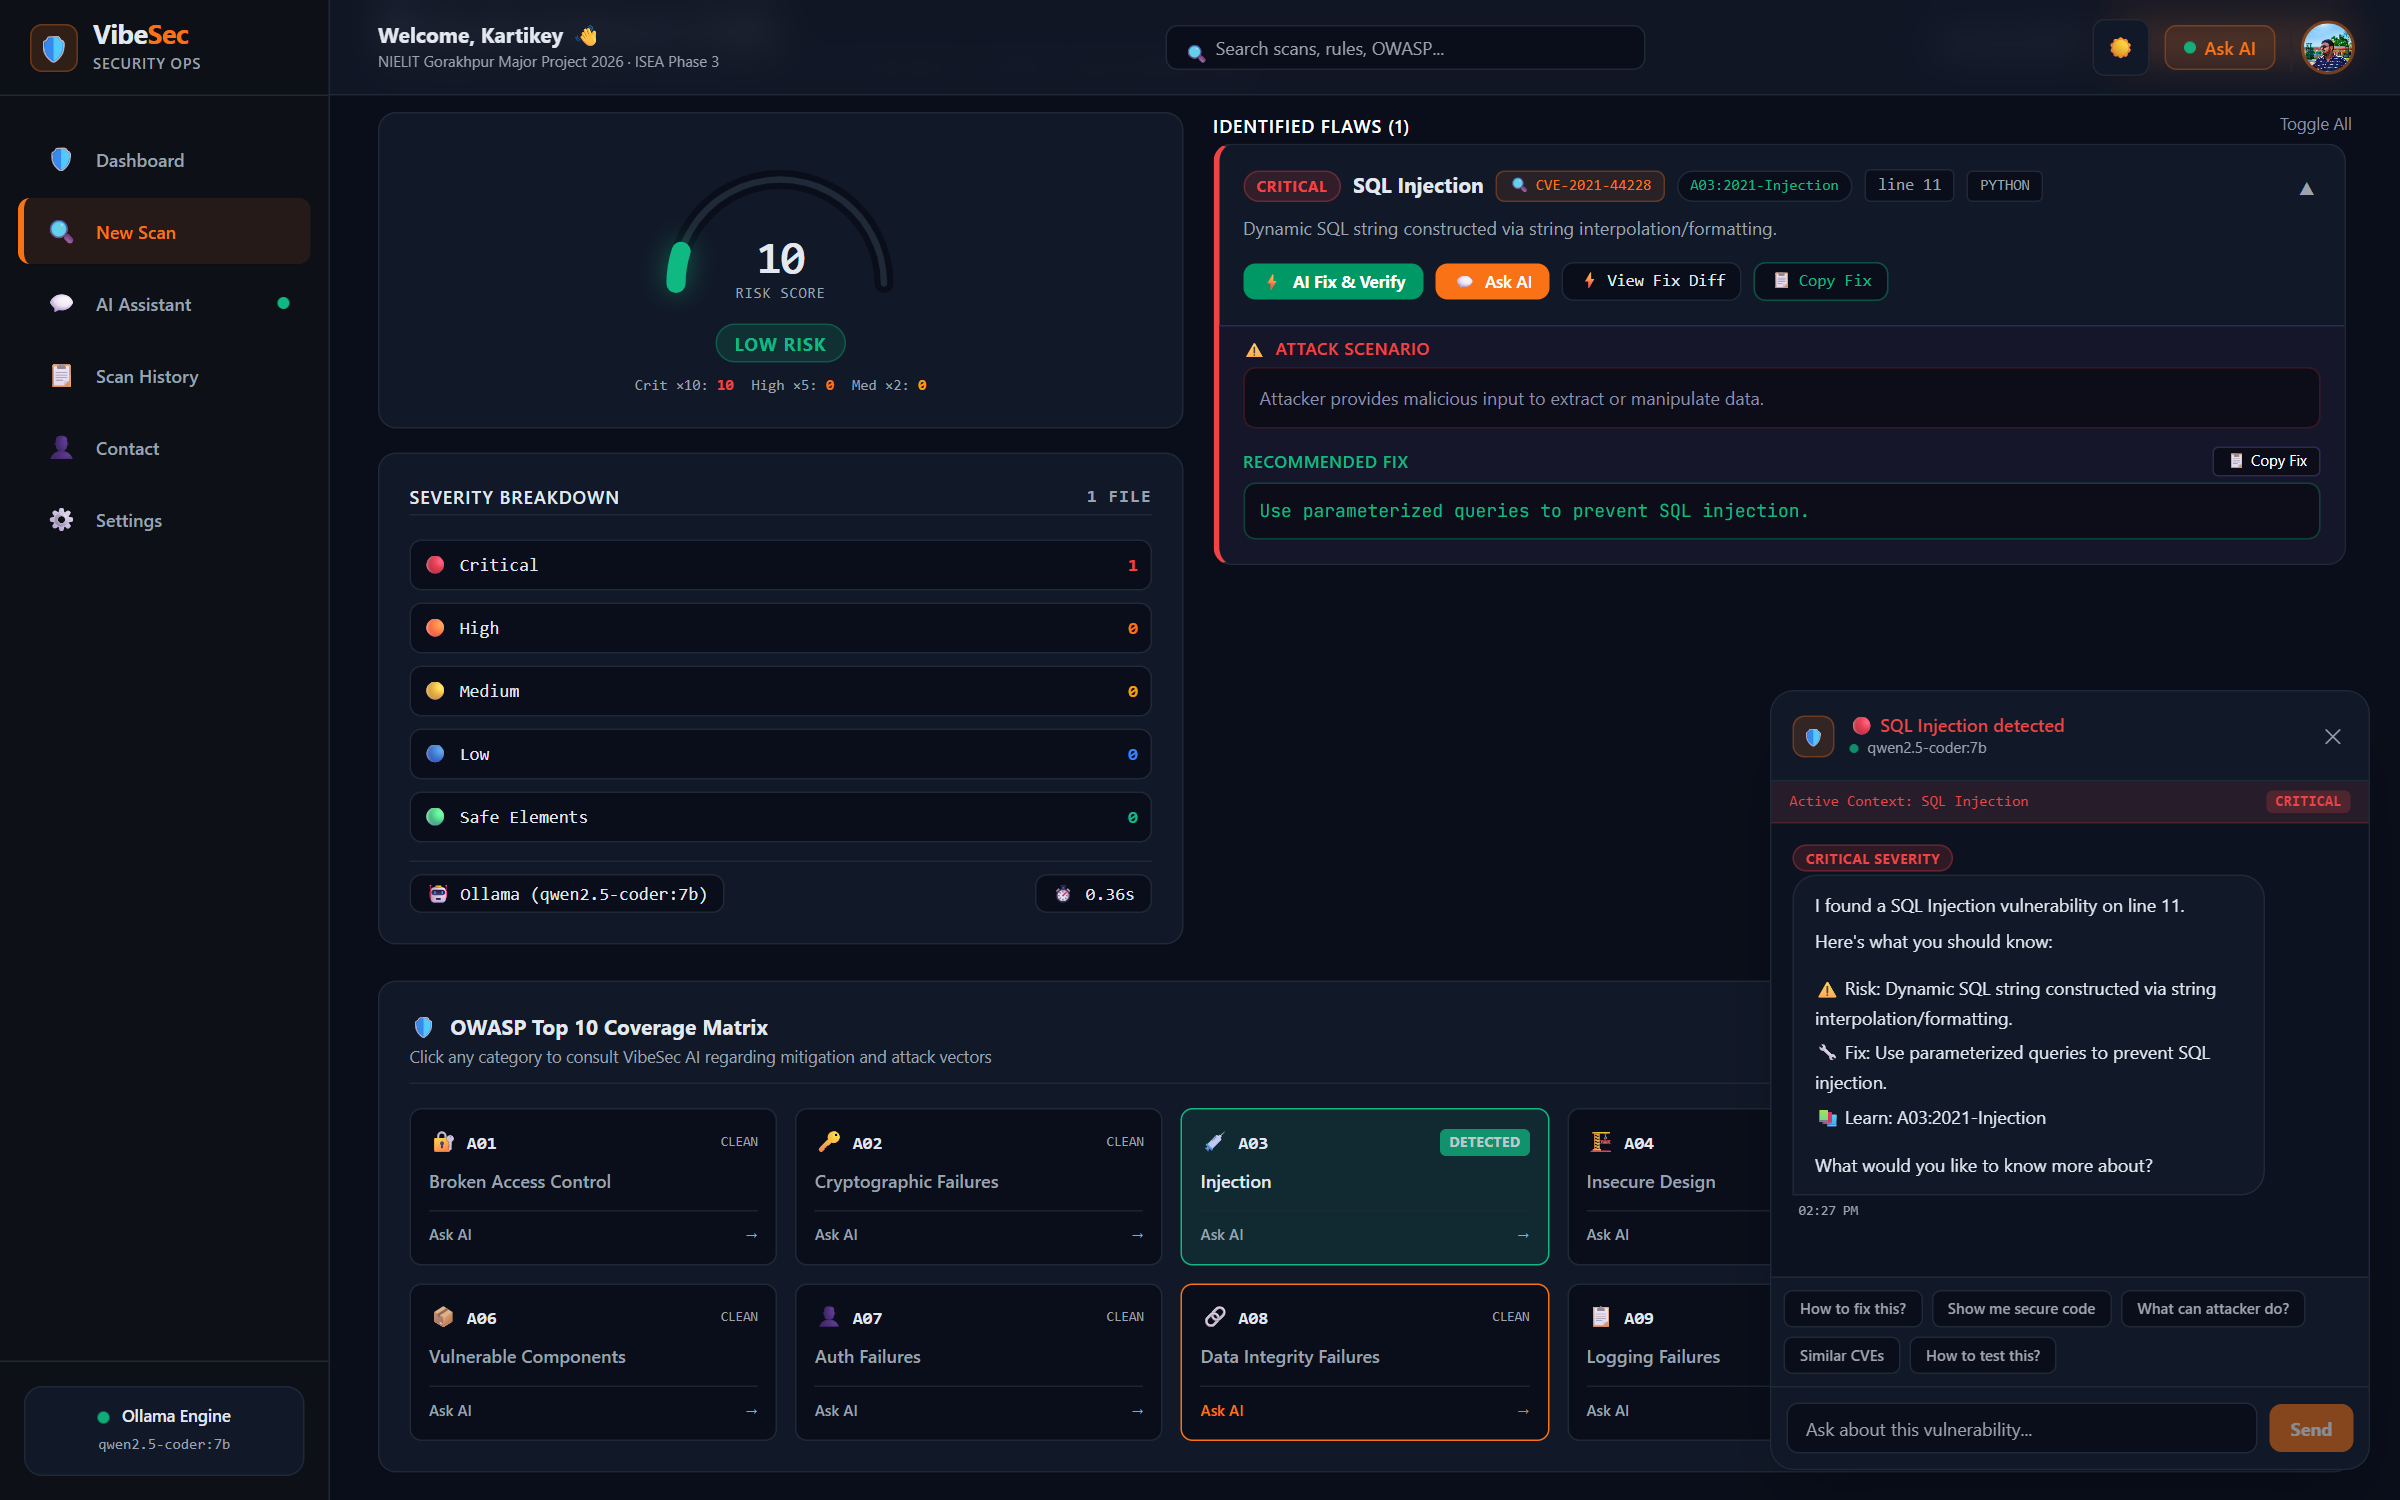 VibeSec
SECURITY OPS
Dashboard
New Scan
AI Assistant
Scan History
Contact
Settings
Ollama Engine
qwen2.5-coder:7b
Welcome, Kartikey 👋
NIELIT Gorakhpur Major Project 2026 · ISEA Phase 3
Search scans, rules, OWASP...
Ask AI
10
RISK SCORE
LOW RISK
Crit ×10: 10 High ×5: 0 Med ×2: 0
SEVERITY BREAKDOWN 1 FILE
Critical 1
High 0
Medium 0
Low 0
Safe Elements 0
Ollama (qwen2.5-coder:7b) 0.36s
IDENTIFIED FLAWS (1) Toggle All
CRITICAL SQL Injection CVE-2021-44228 A03:2021-Injection line 11 PYTHON ▲
Dynamic SQL string constructed via string interpolation/formatting.
AI Fix & Verify Ask AI View Fix Diff Copy Fix
ATTACK SCENARIO
Attacker provides malicious input to extract or manipulate data.
RECOMMENDED FIX Copy Fix
Use parameterized queries to prevent SQL injection.
OWASP Top 10 Coverage Matrix
Click any category to consult VibeSec AI regarding mitigation and attack vectors
A01 CLEAN
Broken Access Control
Ask AI →
A02 CLEAN
Cryptographic Failures
Ask AI →
A03 DETECTED
Injection
Ask AI →
A04
Insecure Design
Ask AI
A06 CLEAN
Vulnerable Components
Ask AI →
A07 CLEAN
Auth Failures
Ask AI →
A08 CLEAN
Data Integrity Failures
Ask AI →
A09
Logging Failures
Ask AI
SQL Injection detected
qwen2.5-coder:7b
Active Context: SQL Injection CRITICAL
CRITICAL SEVERITY
I found a SQL Injection vulnerability on line 11.
Here's what you should know:
⚠️ Risk: Dynamic SQL string constructed via string
interpolation/formatting.
🔧 Fix: Use parameterized queries to prevent SQL
injection.
📚 Learn: A03:2021-Injection
What would you like to know more about?
02:27 PM
How to fix this? Show me secure code What can attacker do?
Similar CVEs How to test this?
Ask about this vulnerability... Send